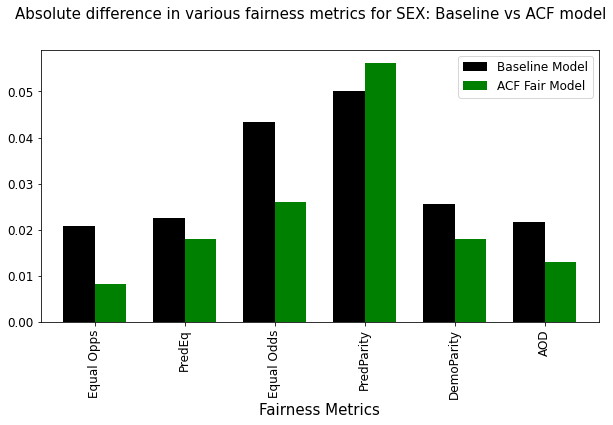 Absolute difference in various fairness metrics for SEX: Baseline vs ACF model
Baseline Model
ACF Fair Model
0.05
0.04
0.03
0.02
0.01
0.00
Equal Opps
PredEq
Equal Odds
PredParity
DemoParity
AOD
Fairness Metrics